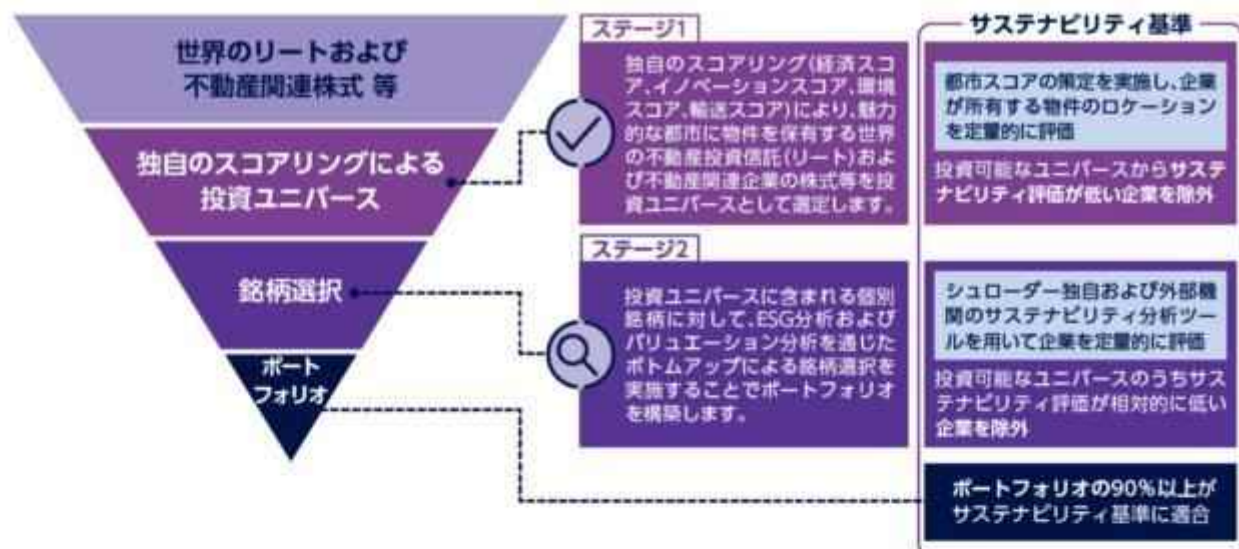 世界のリートおよび
不動産関連株式 等
独自のスコアリングによる
投資ユニバース
銘柄選択
ポート
フォリオ
ステージ1
独自のスコアリング(経済スコ
ア、イノベーションスコア、環境
スコア、輸送スコア)により、魅力
的な都市に物件を保有する世界
の不動産投資信託(リート)およ
び不動産関連企業の株式等を投
資ユニバースとして選定します。
ステージ2
投資ユニバースに含まれる個別
銘柄に対して、ESG分析および
バリュエーション分析を通じた
ボトムアップによる銘柄選択を
実施することでポートフォリオ
を構築します。
サステナビリティ基準
都市スコアの策定を実施し、企業
が所有する物件のロケーション
を定量的に評価
投資可能なユニバースからサステ
ナビリティ評価が低い企業を除外
シュローダー独自および外部機
関のサステナビリティ分析ツー
ルを用いて企業を定量的に評価
投資可能なユニバースのうちサス
テナビリティ評価が相対的に低い
企業を除外
ポートフォリオの90%以上が
サステナビリティ基準に適合